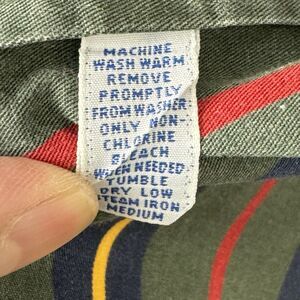 MACHINE
WASH WARM
REMOVE
PROMPTLY
FROM WASHER
ONLY NON-
CHLORINE
BLEACH
WHEN NEEDED
TUMBLE
DRY LOW
STEAM IRON
MEDIUM